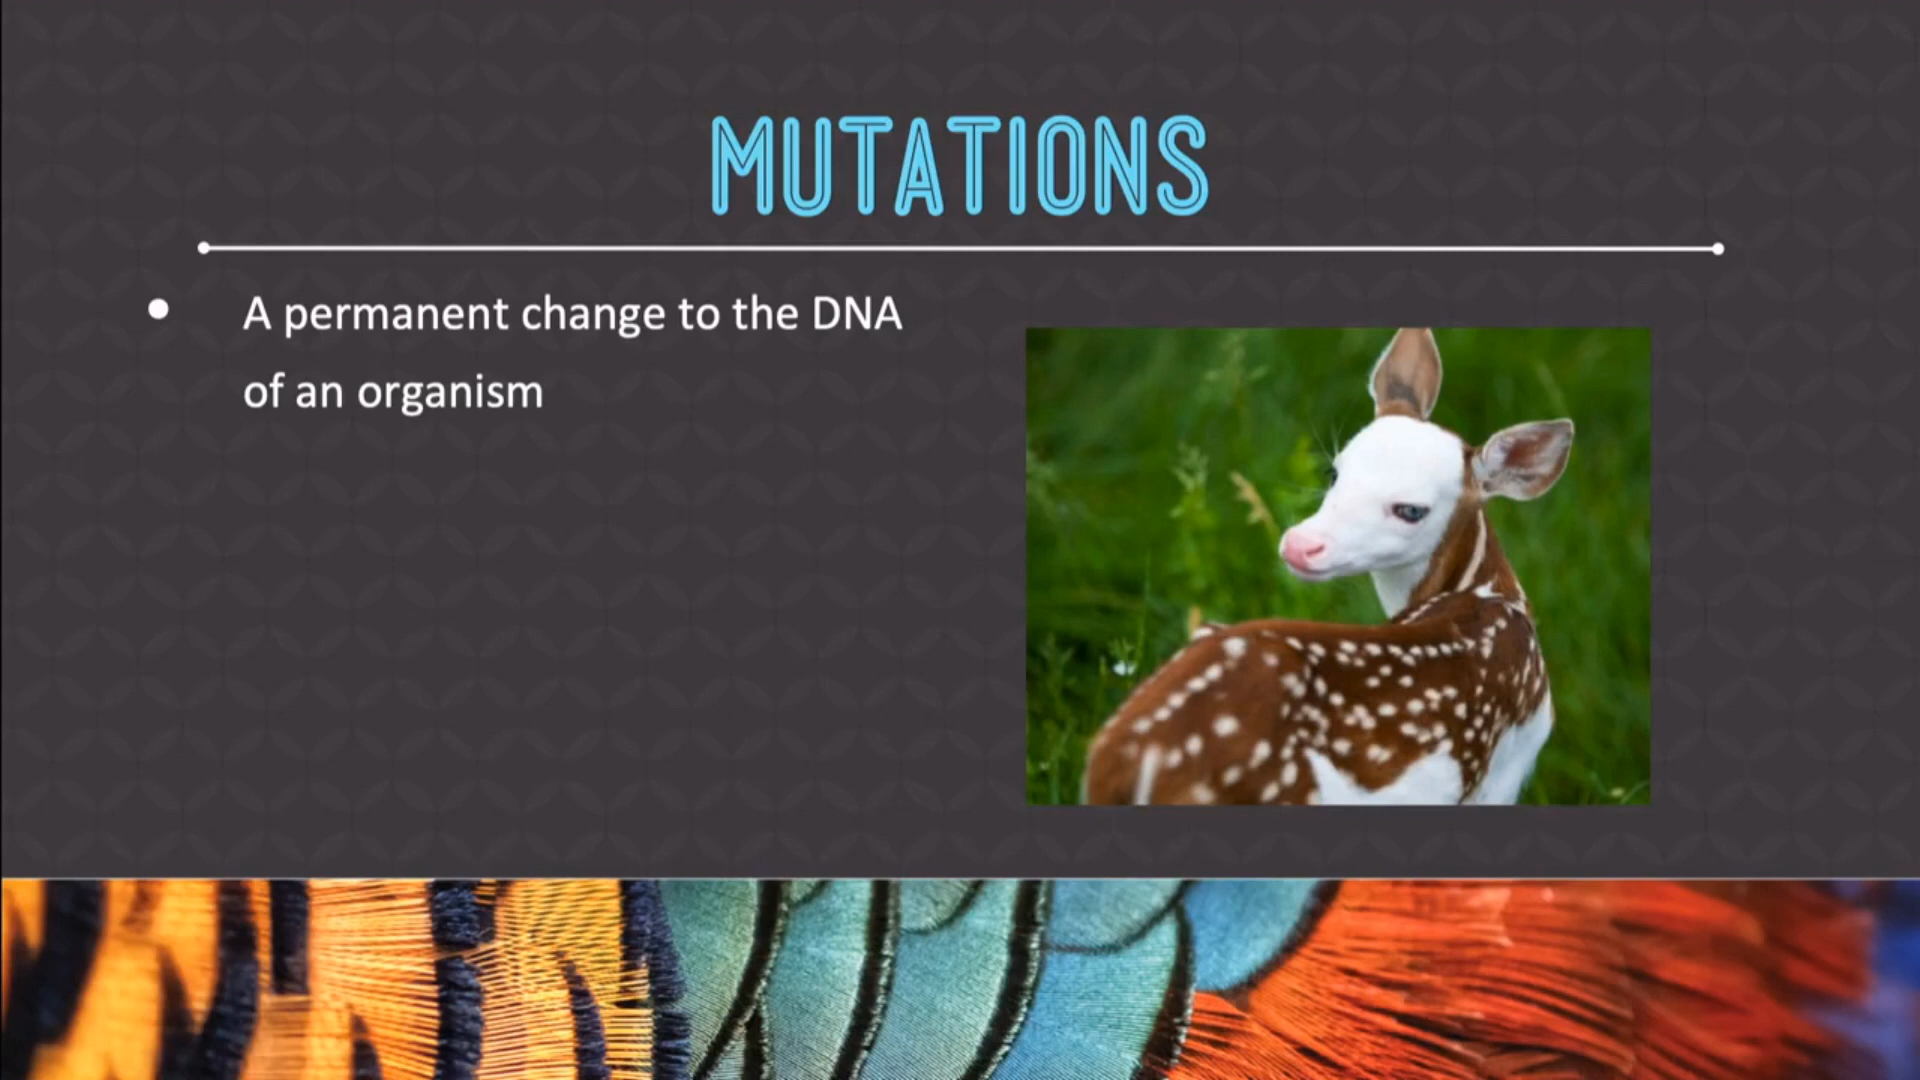 MUTATIONS
A permanent change to the DNA
of an organism